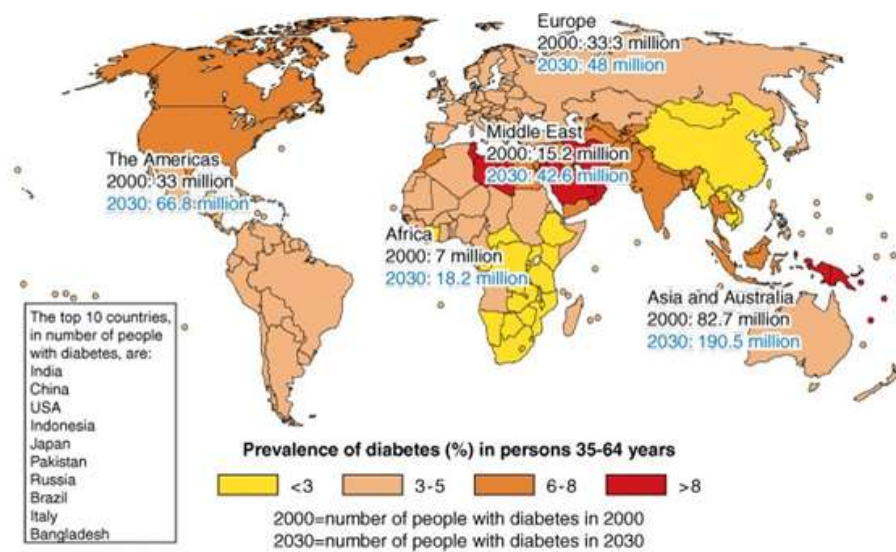 Europe
2000: 33.3 million
2030: 48 million
Middle East
2000: 15.2 million
2030: 42.6 million
The Americas
2000: 33 million
2030: 66.8 million
Africa
2000: 7 million
2030: 18.2 million
Asia and Australia
2000: 82.7 million
2030: 190.5 million
The top 10 countries,
in number of people
with diabetes, are:
India
China
USA
Indonesia
Japan
Pakistan
Russia
Brazil
Italy
Bangladesh
Prevalence of diabetes (%) in persons 35-64 years
<3 3-5 6-8 >8
2000=number of people with diabetes in 2000
2030=number of people with diabetes in 2030